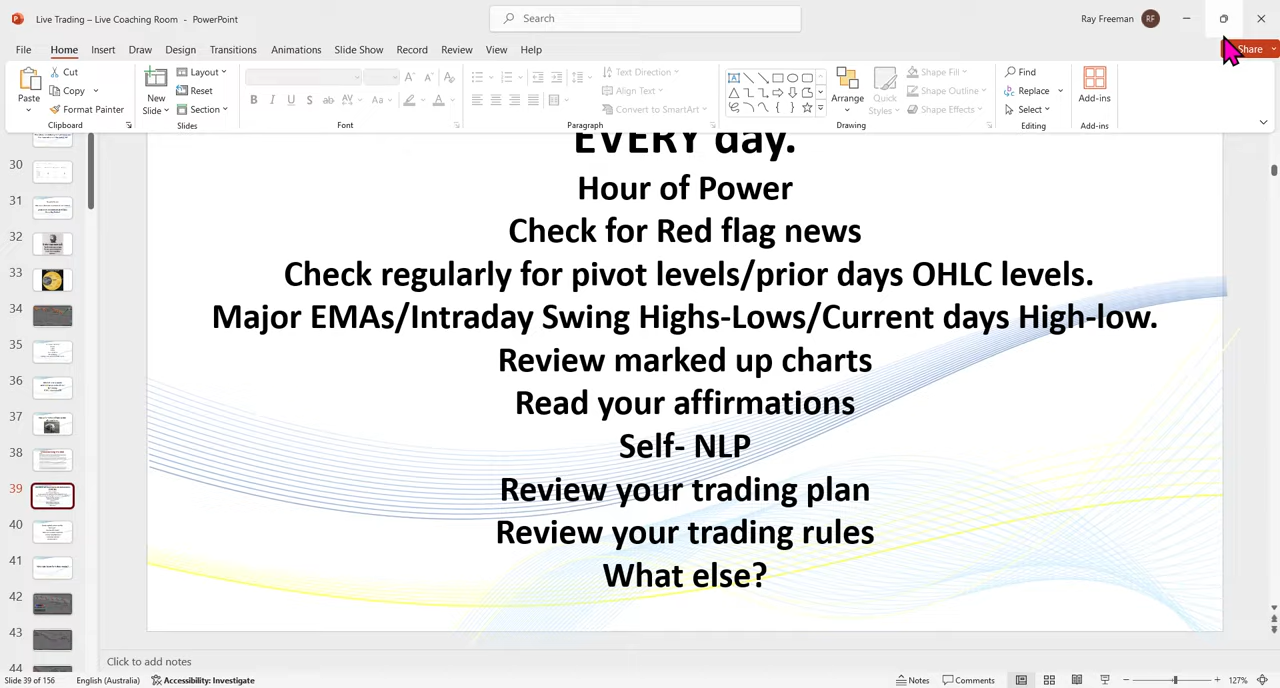 Live Trading – Live Coaching Room - PowerPoint
Search
Ray Freeman
RF
File Home Insert Draw Design Transitions Animations Slide Show Record Review View Help
Share
Paste
Cut
Copy
Format Painter
Clipboard
New Slide
Layout
Reset
Section
Slides
Font
Text Direction
Align Text
Convert to SmartArt
Paragraph
Arrange
Quick Styles
Shape Fill
Shape Outline
Shape Effects
Drawing
Find
Replace
Select
Editing
Add-ins
Add-ins
30
31
32
33
34
35
36
37
38
39
40
41
42
43
44
EVERY day.
Hour of Power
Check for Red flag news
Check regularly for pivot levels/prior days OHLC levels.
Major EMAs/Intraday Swing Highs-Lows/Current days High-low.
Review marked up charts
Read your affirmations
Self- NLP
Review your trading plan
Review your trading rules
What else?
Click to add notes
Slide 39 of 156 English (Australia) Accessibility: Investigate Notes Comments 127%